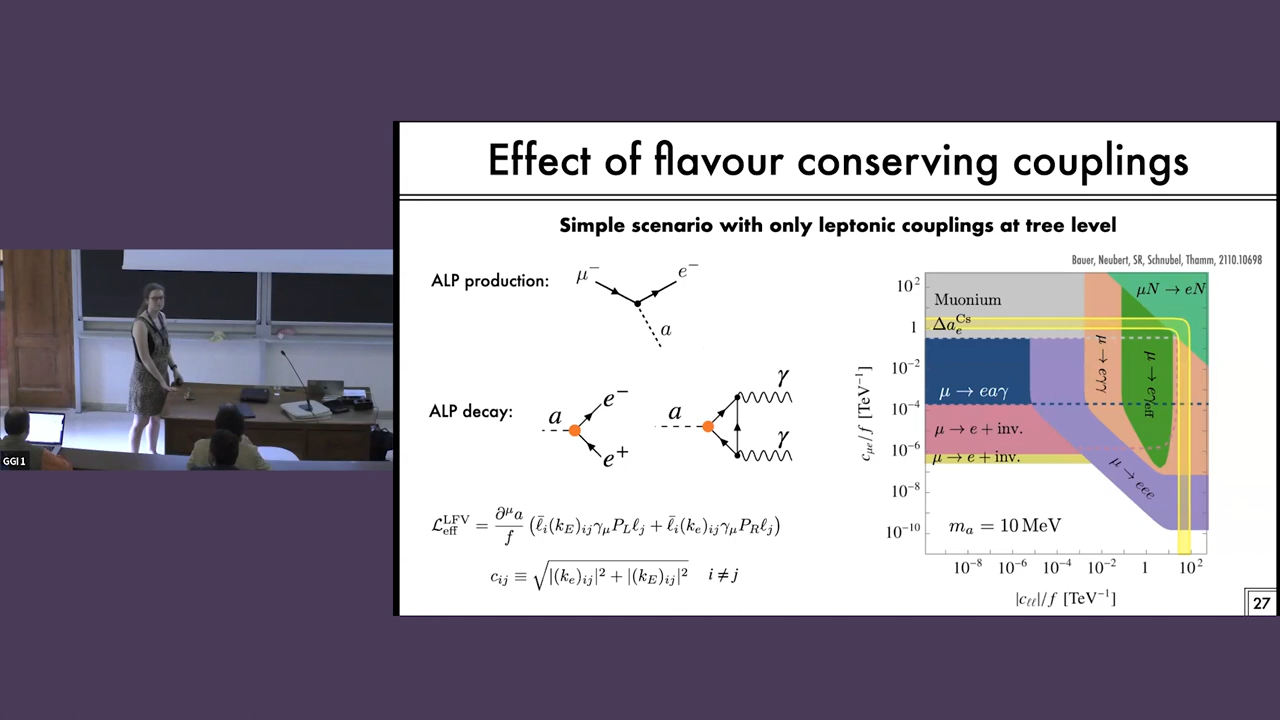 Effect of flavour conserving couplings
Simple scenario with only leptonic couplings at tree level
Bauer, Neubert, SR, Schnubel, Thamm, 2110.10698
ALP production:
μ⁻
e⁻
a
ALP decay:
a
e⁻
e⁺
a
γ
γ
ℒ_eff^LFV = ∂^μ a / f ( ℓ̄_i (k_E)_ij γ_μ P_L ℓ_j + ℓ̄_i (k_e)_ij γ_μ P_R ℓ_j )
c_ij ≡ √(|(k_e)_ij|² + |(k_E)_ij|²) i ≠ j
c_μe/f [TeV⁻¹]
10²
1
10⁻²
10⁻⁴
10⁻⁶
10⁻⁸
10⁻¹⁰
Muonium
Δa_e^Cs
μ → eaγ
μ → e + inv.
μ → e + inv.
μ → eγγ
μ → eγ_eff
μ → eee
μN → eN
m_a = 10 MeV
10⁻⁸ 10⁻⁶ 10⁻⁴ 10⁻² 1 10²
|c_ℓℓ|/f [TeV⁻¹]
27
GGI 1